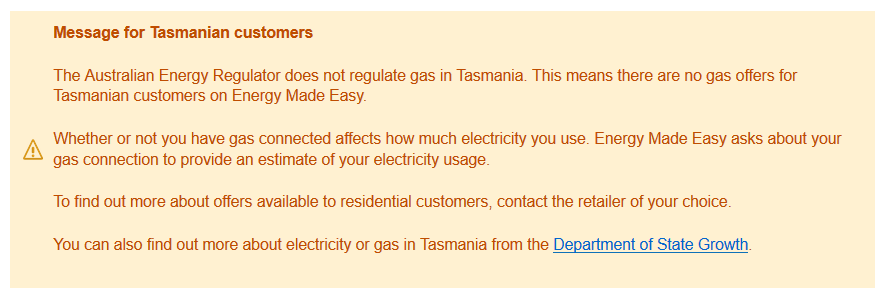 Message for Tasmanian customers
The Australian Energy Regulator does not regulate gas in Tasmania. This means there are no gas offers for
Tasmanian customers on Energy Made Easy.
Whether or not you have gas connected affects how much electricity you use. Energy Made Easy asks about your
gas connection to provide an estimate of your electricity usage.
To find out more about offers available to residential customers, contact the retailer of your choice.
You can also find out more about electricity or gas in Tasmania from the Department of State Growth.